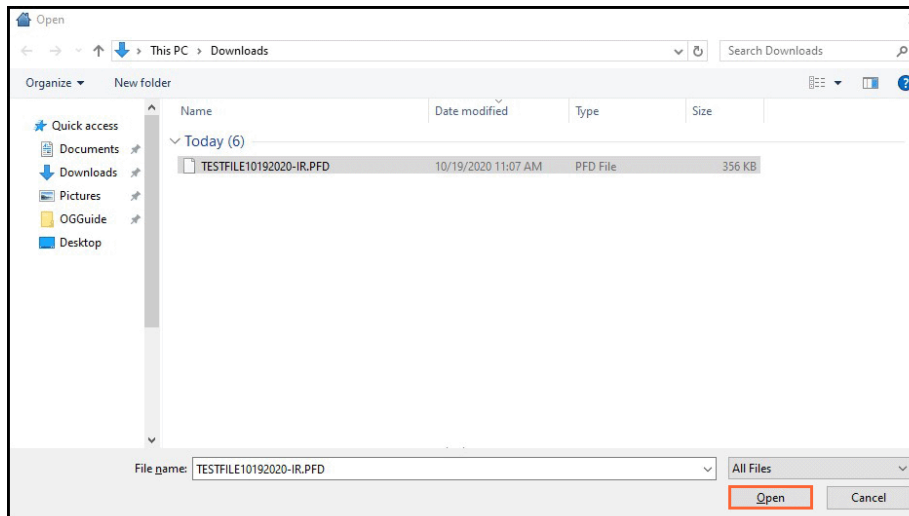 Open
This PC > Downloads
Search Downloads
Organize
New folder
Name
Date modified
Type
Size
Quick access
Documents
Downloads
Pictures
OGGuide
Desktop
Today (6)
TESTFILE10192020-IR.PFD
10/19/2020 11:07 AM
PFD File
356 KB
File name:
TESTFILE10192020-IR.PFD
All Files
Open
Cancel